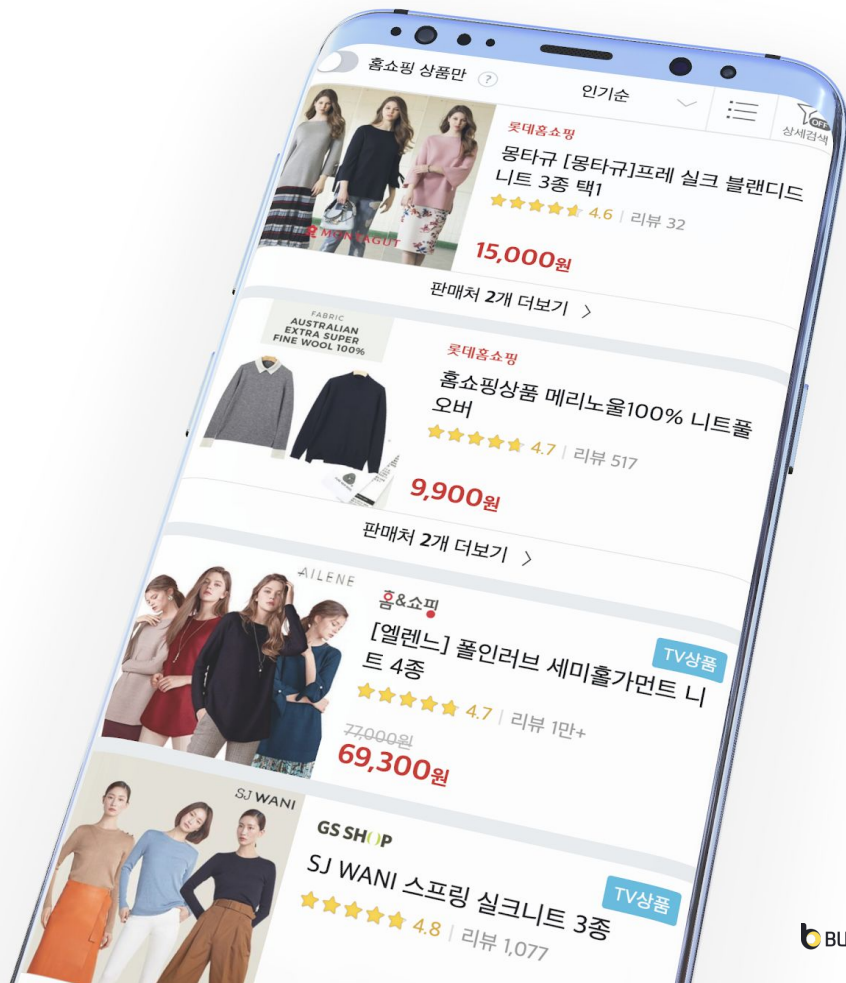 홈쇼핑 상품만 ?
인기순
OFF
상세검색
MONTAGUT
롯데홈쇼핑
몽타규 [몽타규]프레 실크 블랜디드
니트 3종 택1
4.6 | 리뷰 32
15,000원
판매처 2개 더보기 >
FABRIC
AUSTRALIAN
EXTRA SUPER
FINE WOOL 100%
롯데홈쇼핑
홈쇼핑상품 메리노울100% 니트풀
오버
4.7 | 리뷰 517
9,900원
판매처 2개 더보기 >
AILENE
홈&쇼핑
TV상품
[엘렌느] 폴인러브 세미홀가먼트 니
트 4종
4.7 | 리뷰 1만+
77,000원
69,300원
SJ WANI
GS SHOP
TV상품
SJ WANI 스프링 실크니트 3종
4.8 | 리뷰 1,077
BU